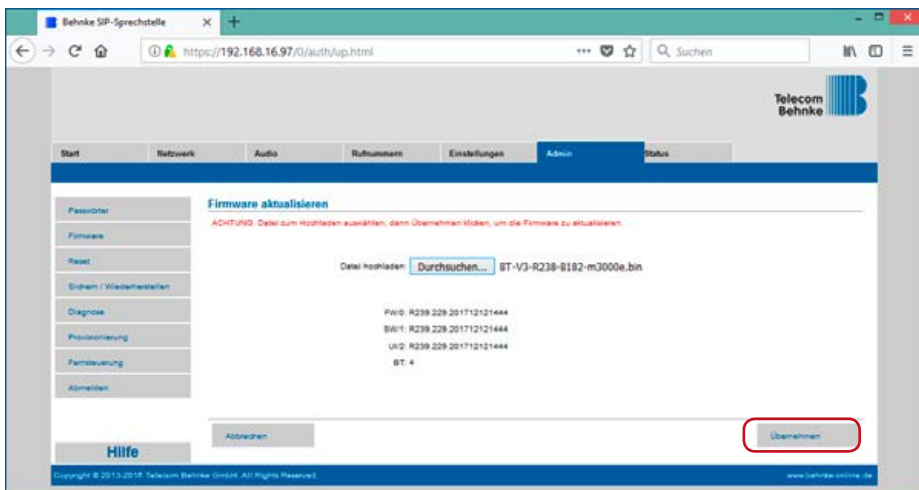 Behnke SIP-Sprechstelle
https://192.168.16.97/0/auth/up.html
Suchen
Telecom
Behnke
Start Netzwerk Audio Rufnummern Einstellungen Admin Status
Firmware aktualisieren
ACHTUNG: Datei zum Hochladen auswählen, dann Übernehmen klicken, um die Firmware zu aktualisieren.
Passwörter
Firmware
Reset
Sichern / Wiederherstellen
Diagnose
Provisionierung
Fernsteuerung
Abmelden
Datei hochladen: Durchsuchen... BT-V3-R238-B182-m3000e.bin
FW/0: R239.229.201712121444
SW/1: R239.229.201712121444
UI/2: R239.229.201712121444
BT: 4
Abbrechen Übernehmen
Hilfe
Copyright © 2013-2018 Telecom Behnke GmbH. All Rights Reserved. www.behnke-online.de